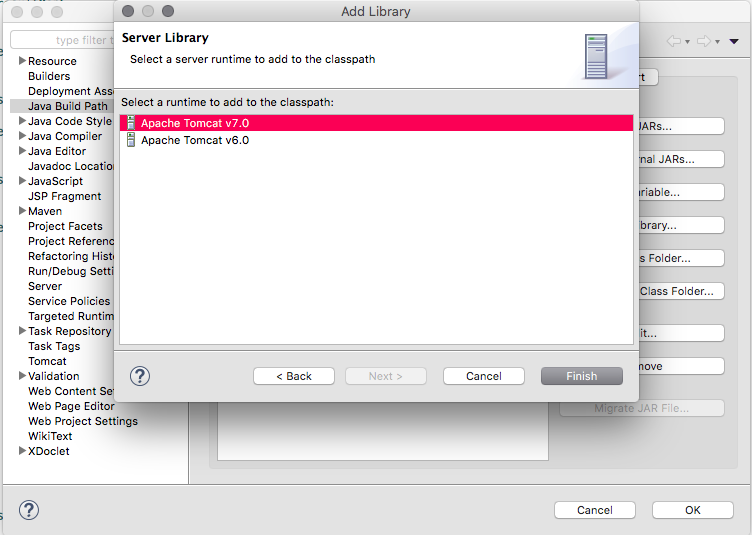 Add Library
Server Library
Select a server runtime to add to the classpath
Select a runtime to add to the classpath:
Apache Tomcat v7.0
Apache Tomcat v6.0
< Back
Next >
Cancel
Finish
type filter t
Resource
Builders
Deployment Ass
Java Build Path
Java Code Style
Java Compiler
Java Editor
Javadoc Locatio
JavaScript
JSP Fragment
Maven
Project Facets
Project Referenc
Refactoring Hist
Run/Debug Setti
Server
Service Policies
Targeted Runtim
Task Repository
Task Tags
Tomcat
Validation
Web Content Se
Web Page Editor
Web Project Settings
WikiText
XDoclet
rt
JARs...
nal JARs...
ariable...
brary...
s Folder...
Class Folder...
it...
move
Migrate JAR File...
Cancel
OK